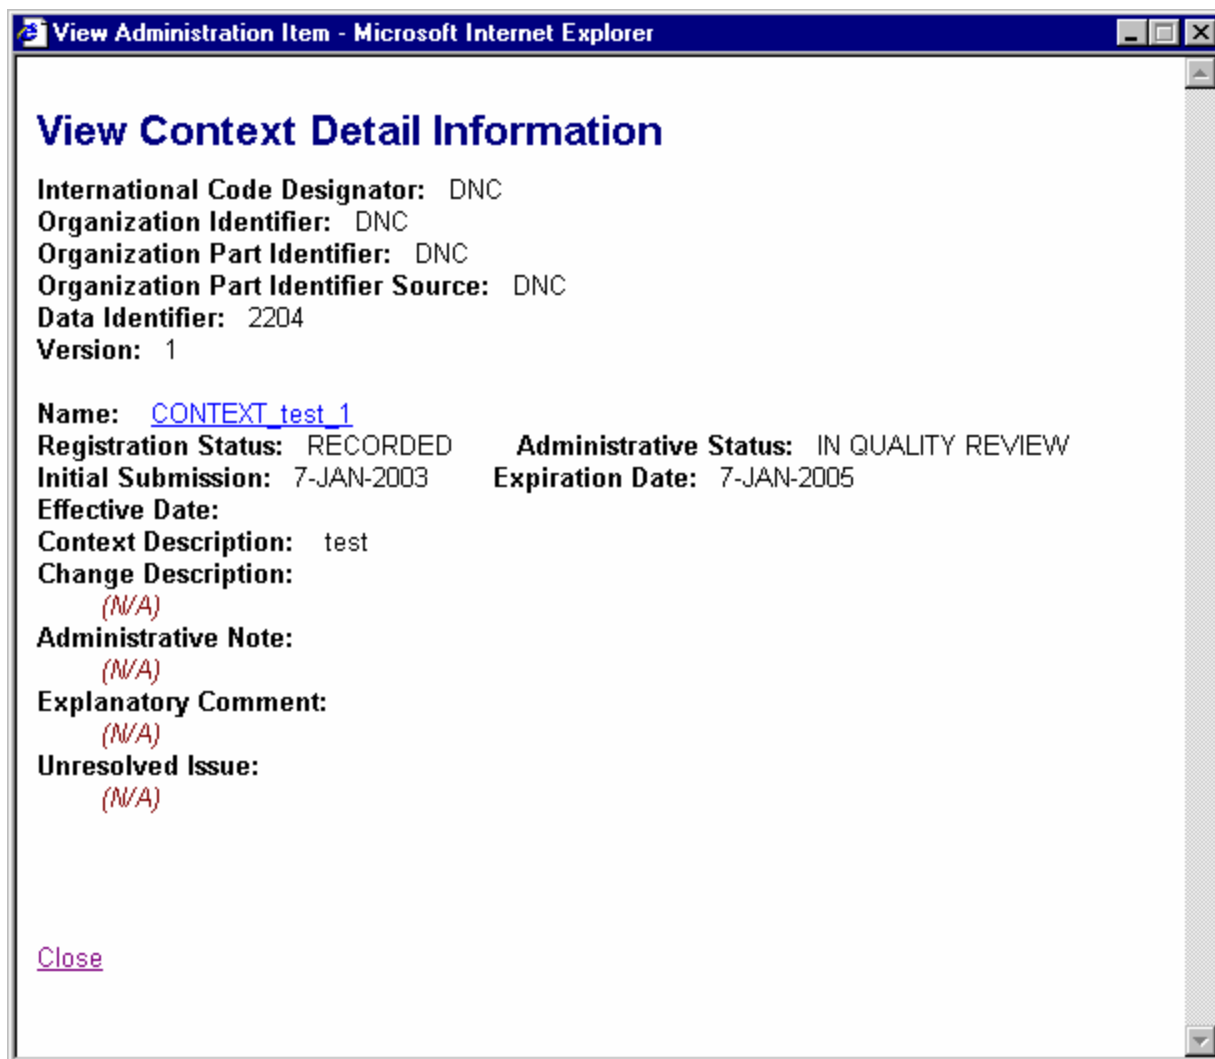 View Administration Item - Microsoft Internet Explorer
View Context Detail Information
International Code Designator: DNC
Organization Identifier: DNC
Organization Part Identifier: DNC
Organization Part Identifier Source: DNC
Data Identifier: 2204
Version: 1
Name: CONTEXT_test_1
Registration Status: RECORDED Administrative Status: IN QUALITY REVIEW
Initial Submission: 7-JAN-2003 Expiration Date: 7-JAN-2005
Effective Date:
Context Description: test
Change Description:
(N/A)
Administrative Note:
(N/A)
Explanatory Comment:
(N/A)
Unresolved Issue:
(N/A)
Close